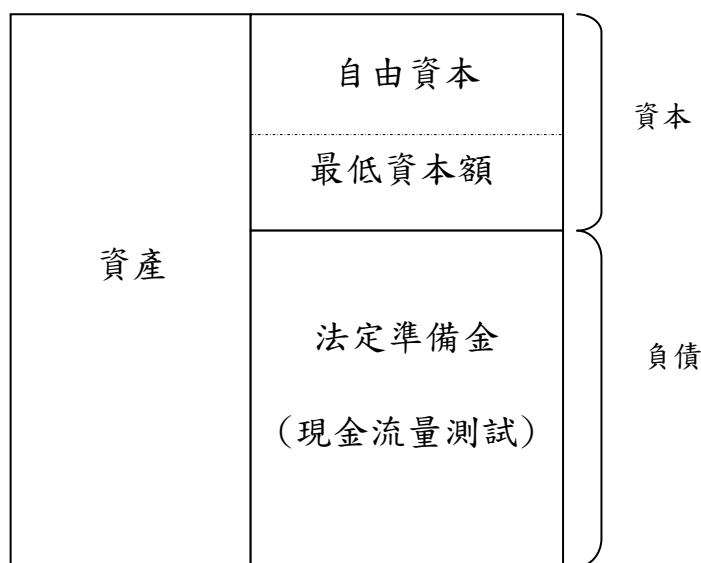 自由資本
資本
最低資本額
資產
法定準備金
負債
（現金流量測試）